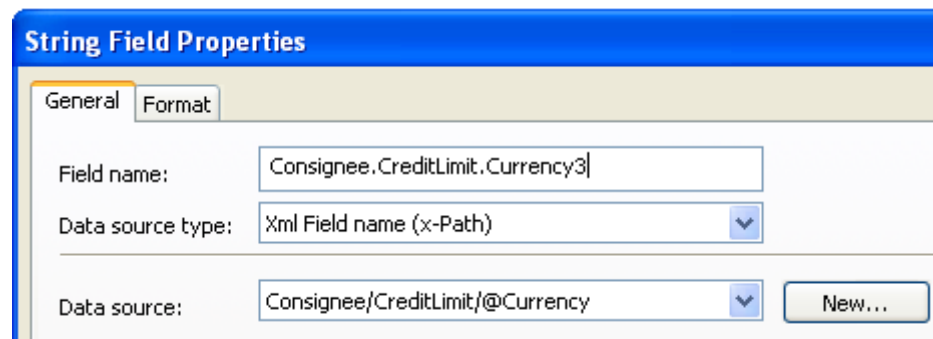 String Field Properties
General Format
Field name: Consignee.CreditLimit.Currency3
Data source type: Xml Field name (x-Path)
Data source: Consignee/CreditLimit/@Currency New...